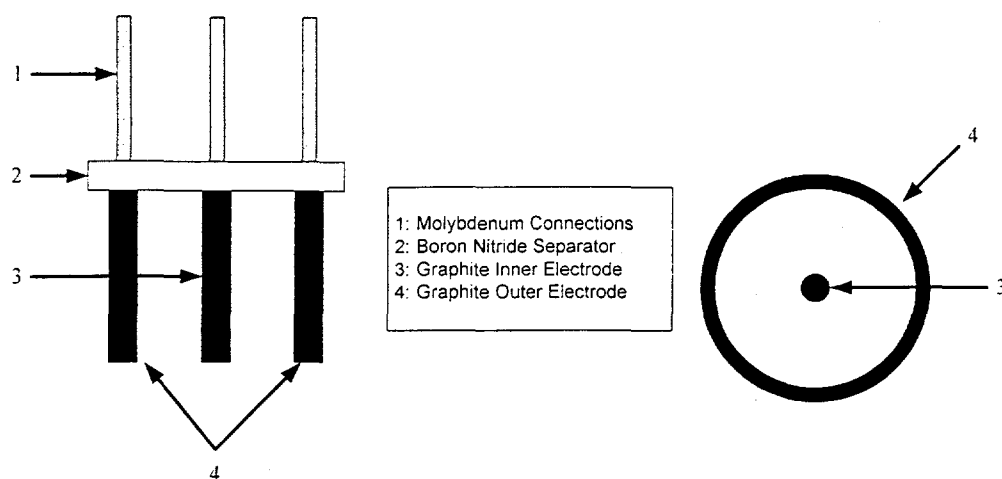 1
2
3
4
1: Molybdenum Connections
2: Boron Nitride Separator
3: Graphite Inner Electrode
4: Graphite Outer Electrode
4
3